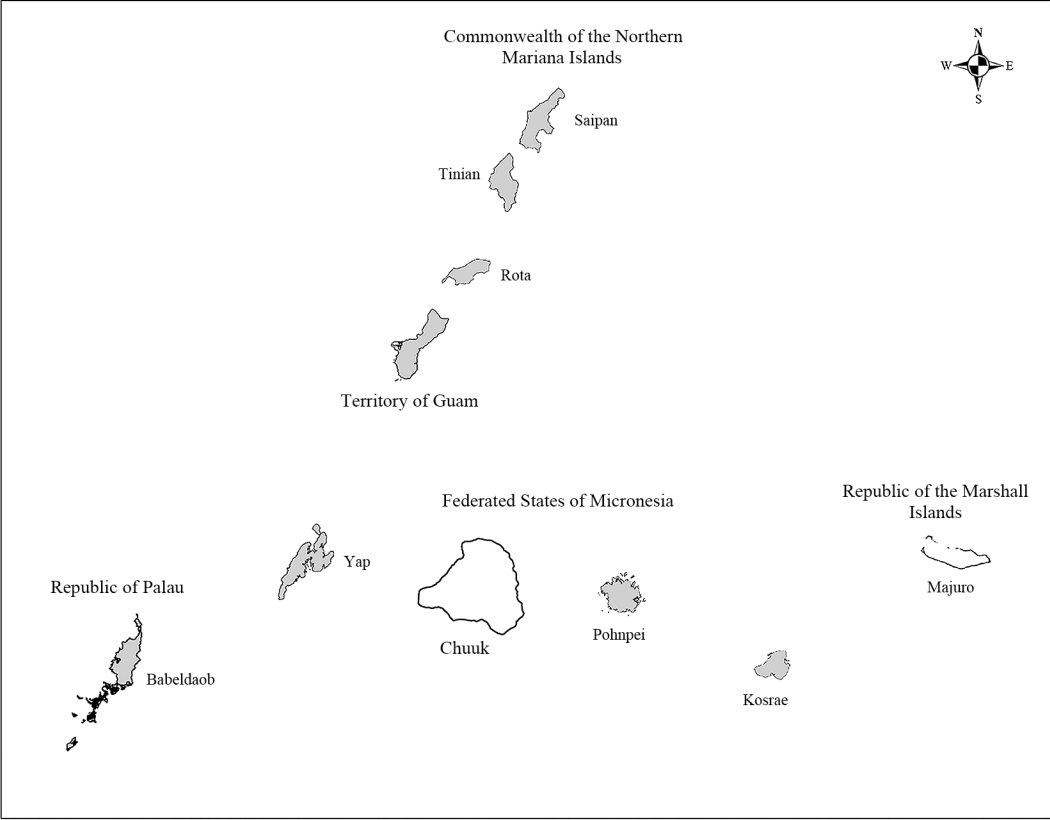 Commonwealth of the Northern
Mariana Islands
N
W
E
S
Saipan
Tinian
Rota
Territory of Guam
Federated States of Micronesia
Republic of the Marshall
Islands
Yap
Republic of Palau
Majuro
Pohnpei
Chuuk
Babeldaob
Kosrae